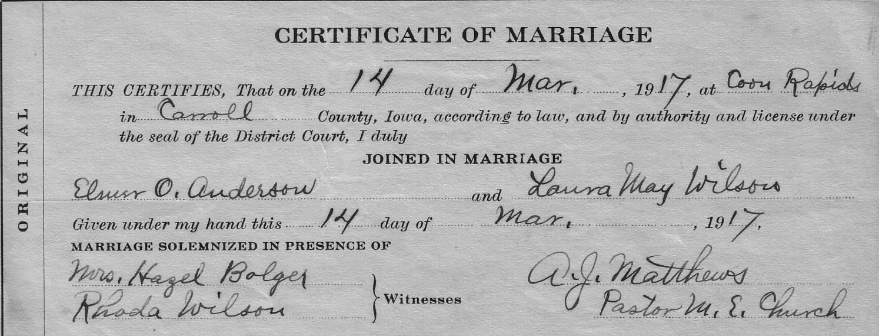 CERTIFICATE OF MARRIAGE
THIS CERTIFIES, That on the 14 day of Mar. , 1917, at Coon Rapids
in Carroll County, Iowa, according to law, and by authority and license under
the seal of the District Court, I duly
JOINED IN MARRIAGE
Elmer O. Anderson and Laura May Wilson
Given under my hand this 14 day of Mar. , 1917.
MARRIAGE SOLEMNIZED IN PRESENCE OF
Mrs. Hazel Bolger
Rhoda Wilson
Witnesses
A. J. Matthews
Pastor M. E. Church
ORIGINAL